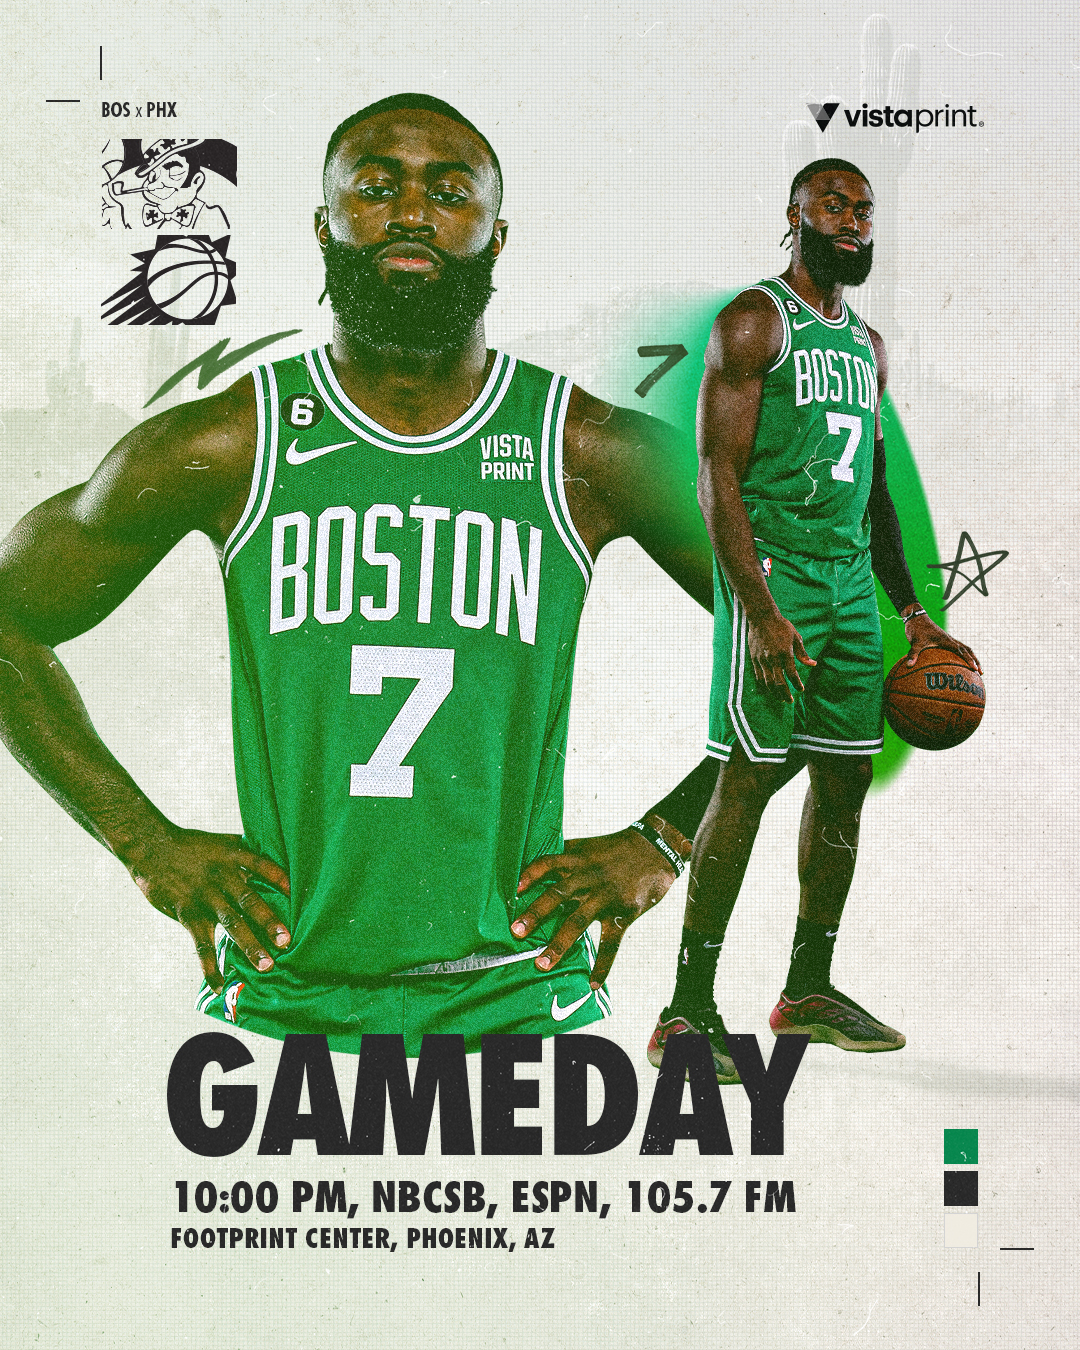 BOS x PHX
vistaprint®
6
VISTA
PRINT
BOSTON
7
6
BOSTON
7
Wilson
GAMEDAY
10:00 PM, NBCSB, ESPN, 105.7 FM
FOOTPRINT CENTER, PHOENIX, AZ